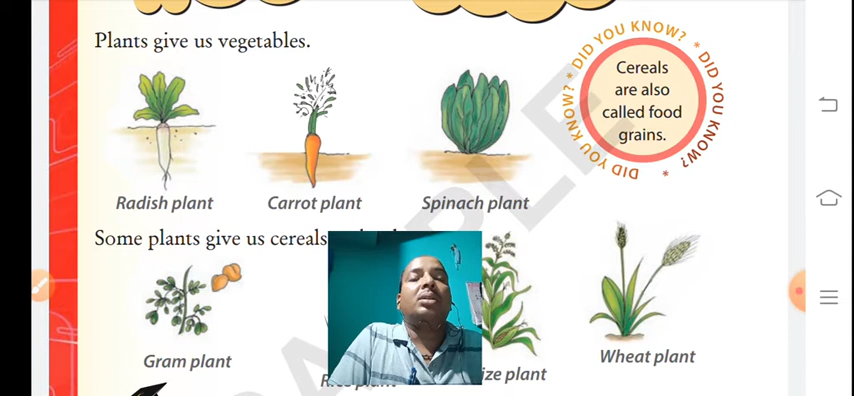 Plants give us vegetables.
DID YOU KNOW? * DID YOU KNOW? * DID YOU KNOW? *
Cereals
are also
called food
grains.
Radish plant
Carrot plant
Spinach plant
Some plants give us cereals
Gram plant
plant
ize plant
Wheat plant